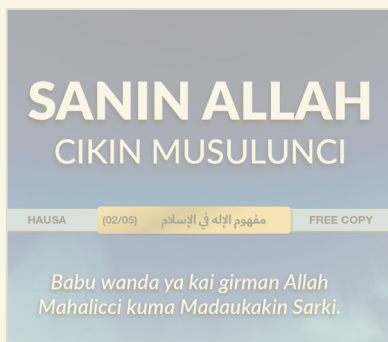 SANIN ALLAH
CIKIN MUSULUNCI
HAUSA (02/05) مفهوم الإله في الإسلام FREE COPY
Babu wanda ya kai girman Allah
Mahalicci kuma Madaukakin Sarki.